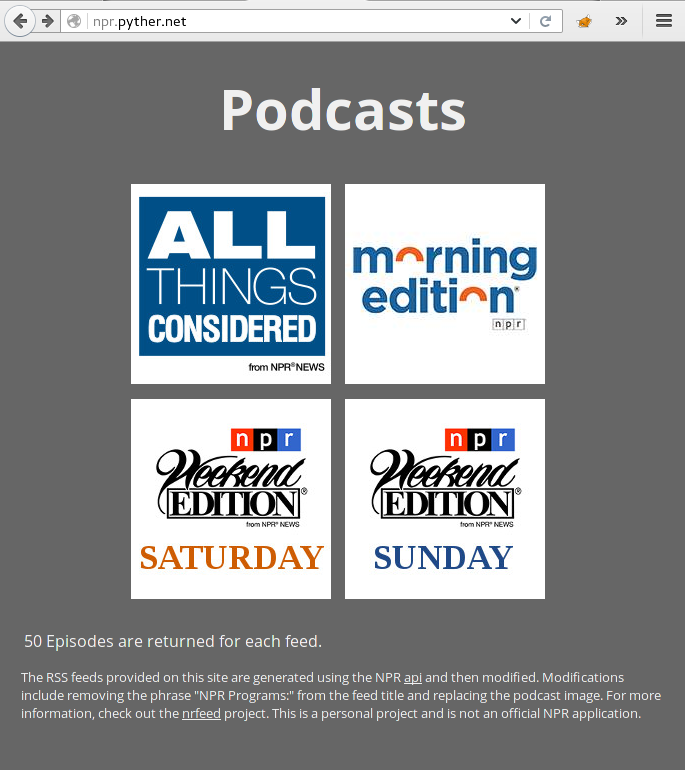 npr.pyther.net
Podcasts
ALL
THINGS
CONSIDERED
from NPR® NEWS
morning
edition®
npr
npr
Weekend
EDITION®
from NPR® NEWS
SATURDAY
npr
Weekend
EDITION®
from NPR® NEWS
SUNDAY
50 Episodes are returned for each feed.
The RSS feeds provided on this site are generated using the NPR api and then modified. Modifications
include removing the phrase "NPR Programs:" from the feed title and replacing the podcast image. For more
information, check out the nrfeed project. This is a personal project and is not an official NPR application.